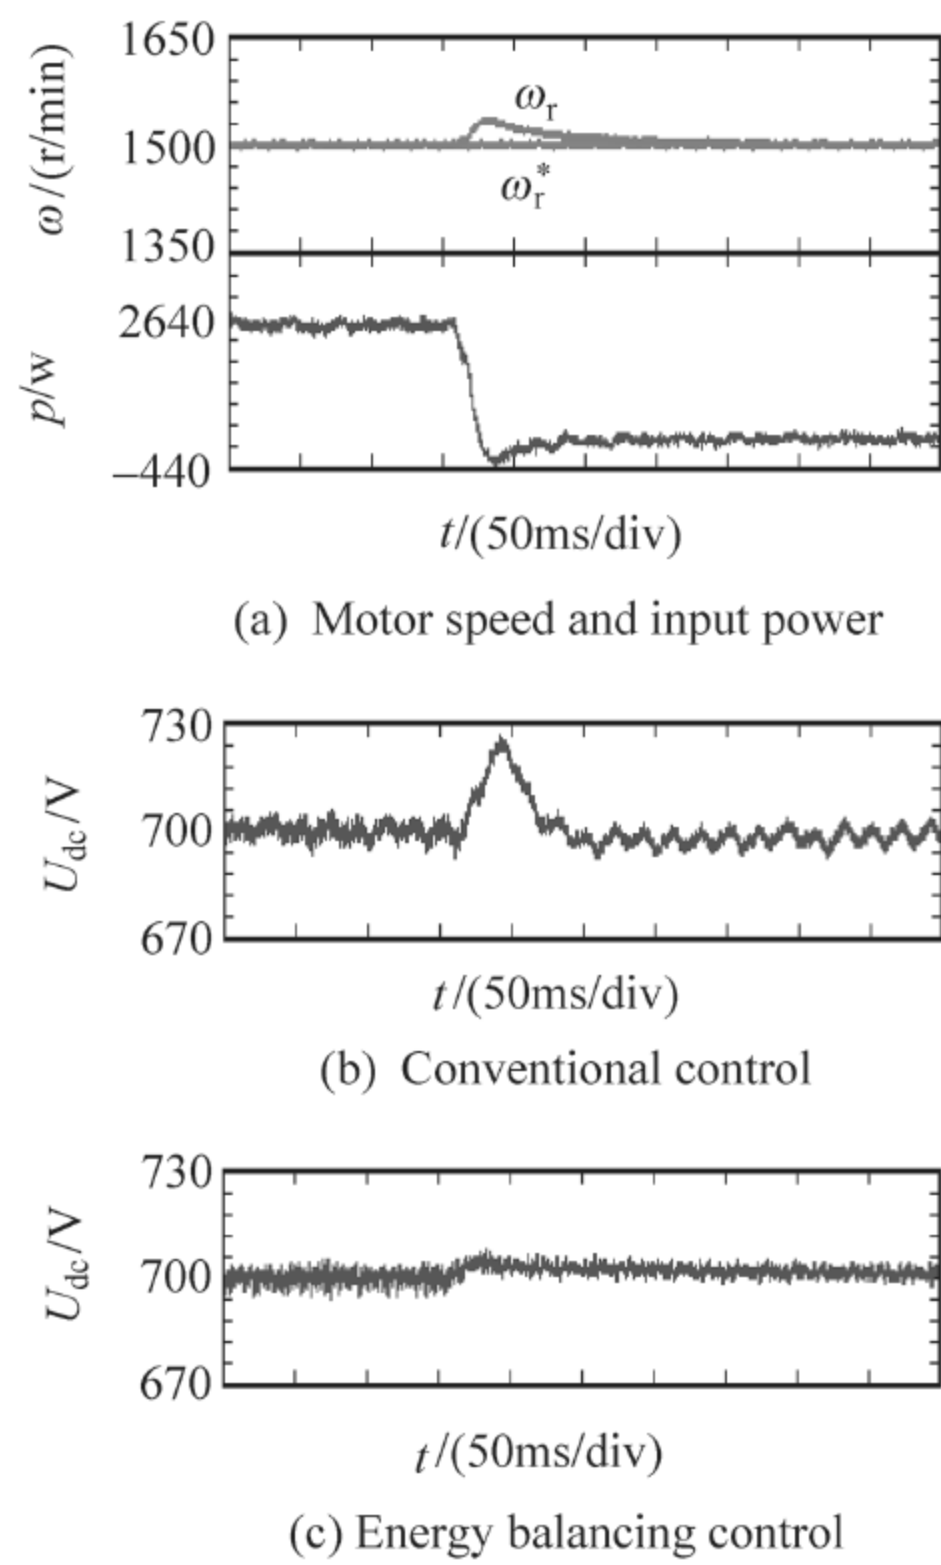 1650
ω/(r/min)
1500
1350
ωr
ωr*
2640
p/w
–440
t/(50ms/div)
(a) Motor speed and input power
730
Udc/V
700
670
t/(50ms/div)
(b) Conventional control
730
Udc/V
700
670
t/(50ms/div)
(c) Energy balancing control